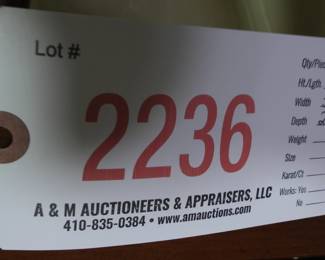 Lot #
2236
A & M AUCTIONEERS & APPRAISERS, LLC
410-835-0384 • www.amauctions.com
Qty/Pie
Ht./Lgth
Width
Depth
Weight
Size
Karat/Ct
Works: Yes
No